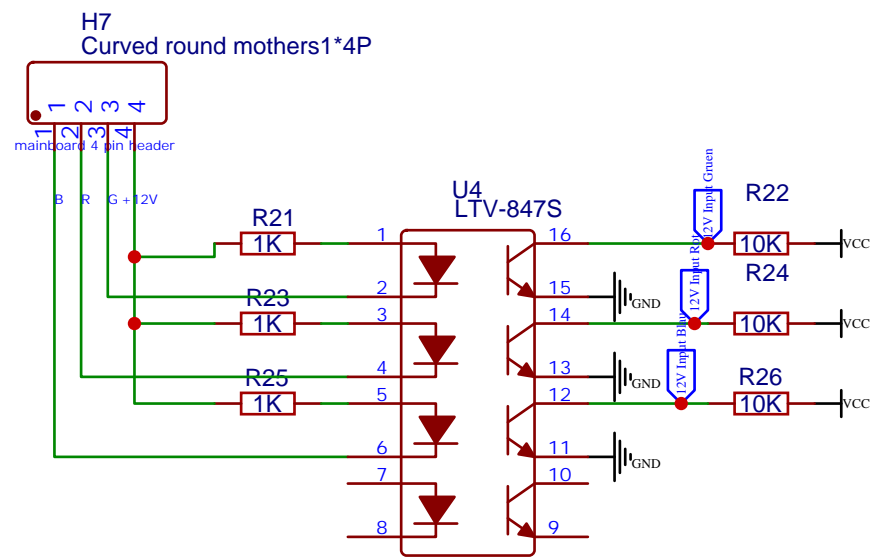 H7
Curved round mothers1*4P
1 2 3 4
1 2 3 4
mainboard 4 pin header
B R G +12V
U4
LTV-847S
R21
1K
R23
1K
R25
1K
1
2
3
4
5
6
7
8
16
15
14
13
12
11
10
9
GND
GND
GND
12V Input Gruen
12V Input Rot
12V Input Blau
R22
10K
VCC
R24
10K
VCC
R26
10K
VCC